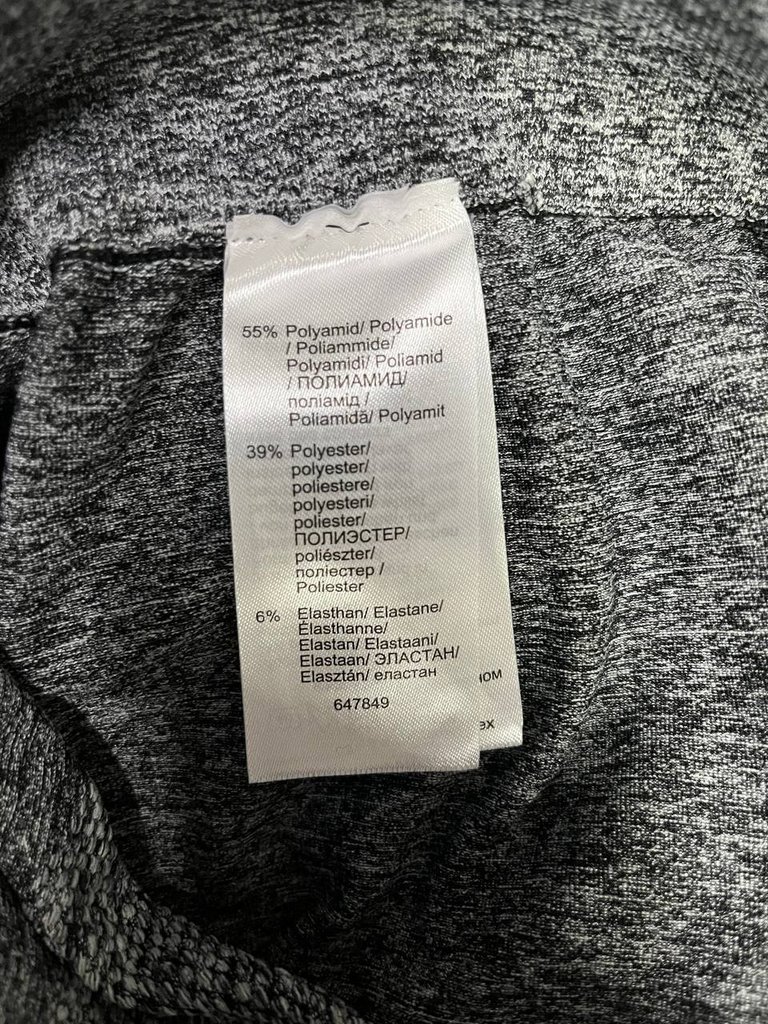 55% Polyamid/ Polyamide
/ Poliammide/
Polyamidi/ Poliamid
/ ПОЛИАМИД/
поліамід /
Poliamidă/ Polyamit
39% Polyester/
polyester/
poliestere/
polyesteri/
poliester/
ПОЛИЭСТЕР/
poliészter/
поліестер /
Poliester
6% Elasthan/ Elastane/
Élasthanne/
Elastan/ Elastaani/
Elastaan/ ЭЛАСТАН/
Elasztán/ еластан
647849